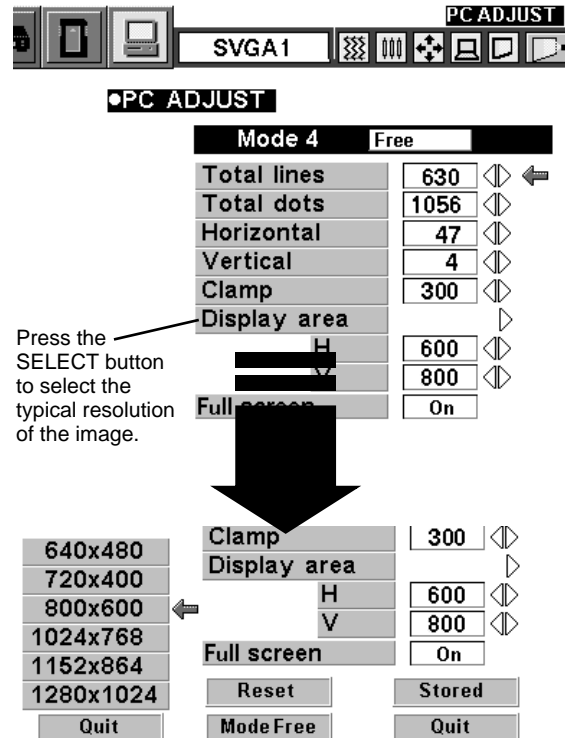 PC ADJUST
SVGA1
●PC ADJUST
Mode 4 Free
Total lines 630
Total dots 1056
Horizontal 47
Vertical 4
Clamp 300
Display area
H 600
V 800
Full screen On
Press the
SELECT button
to select the
typical resolution
of the image.
Clamp 300
Display area
H 600
V 800
Full screen On
640x480
720x400
800x600
1024x768
1152x864
1280x1024
Quit
Reset Stored
Mode Free Quit